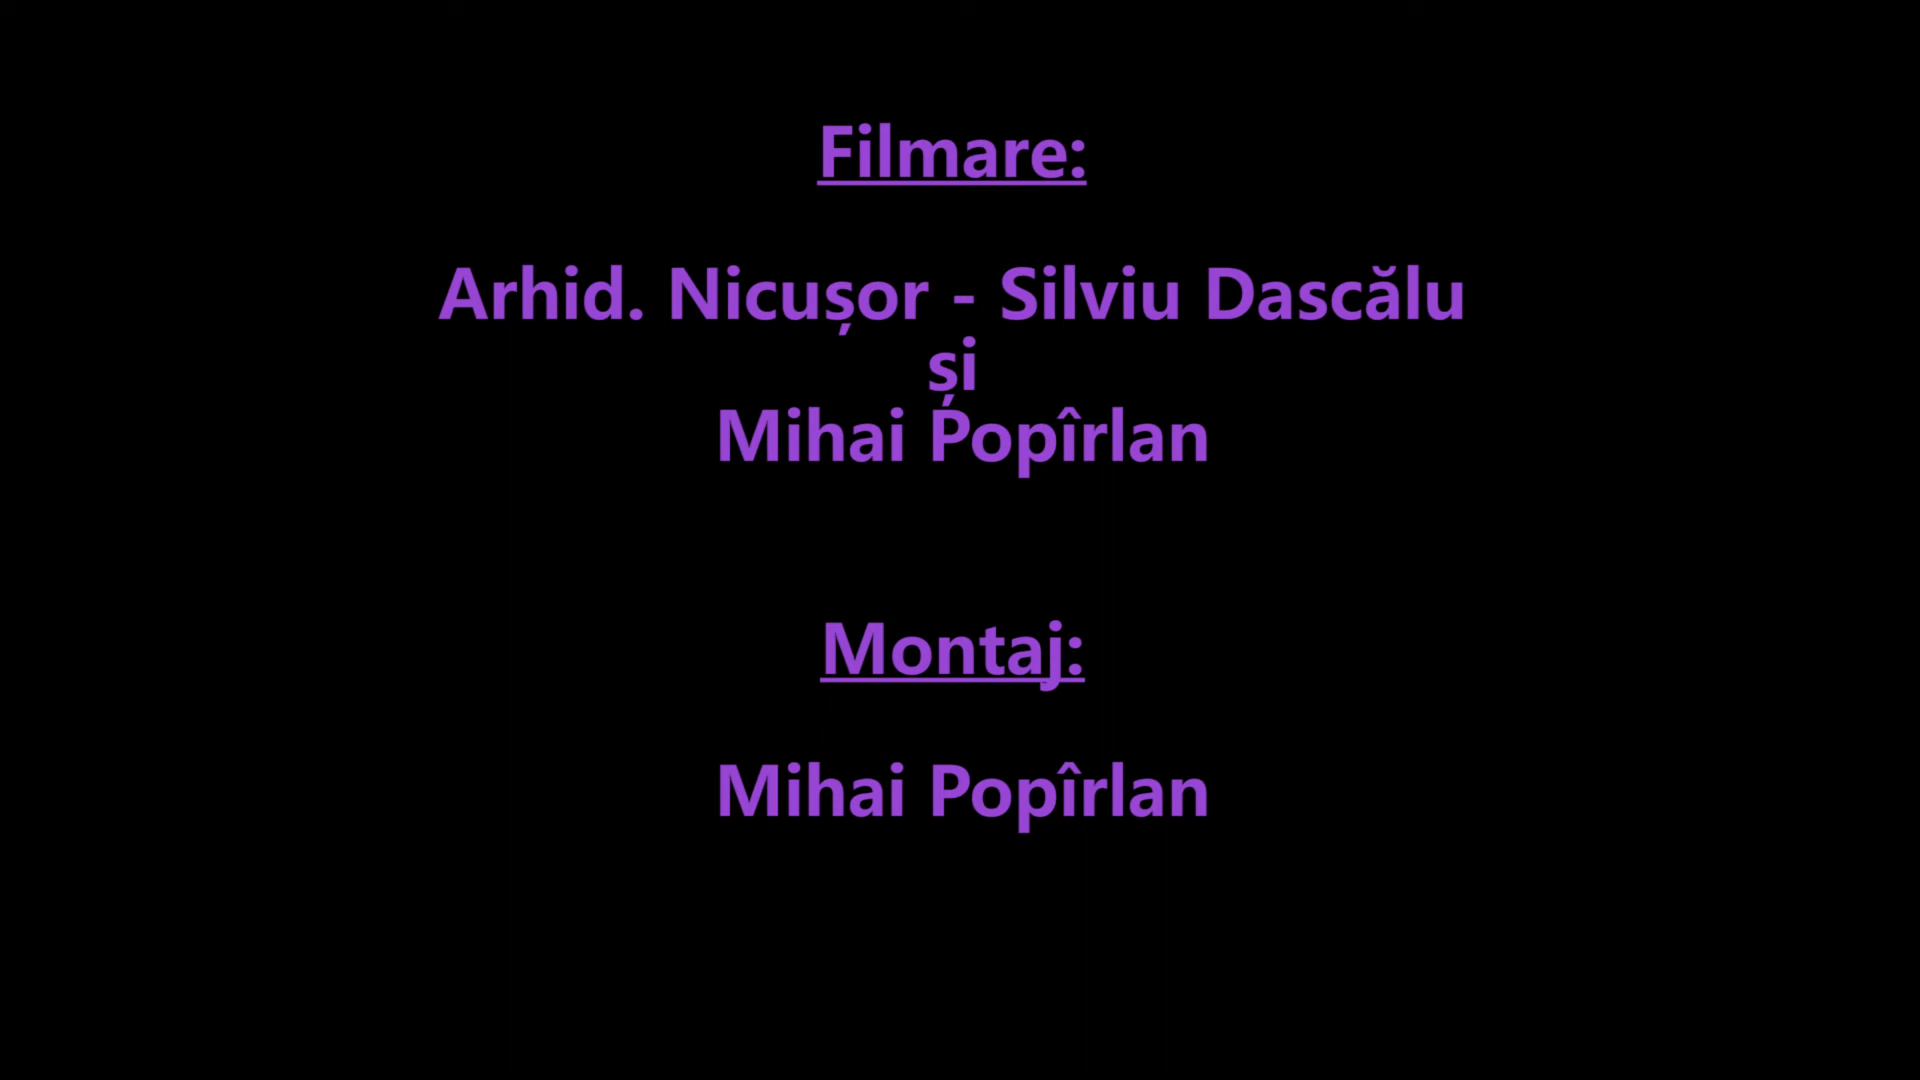 Filmare:
Arhid. Nicușor - Silviu Dascălu
și
Mihai Popîrlan
Montaj:
Mihai Popîrlan